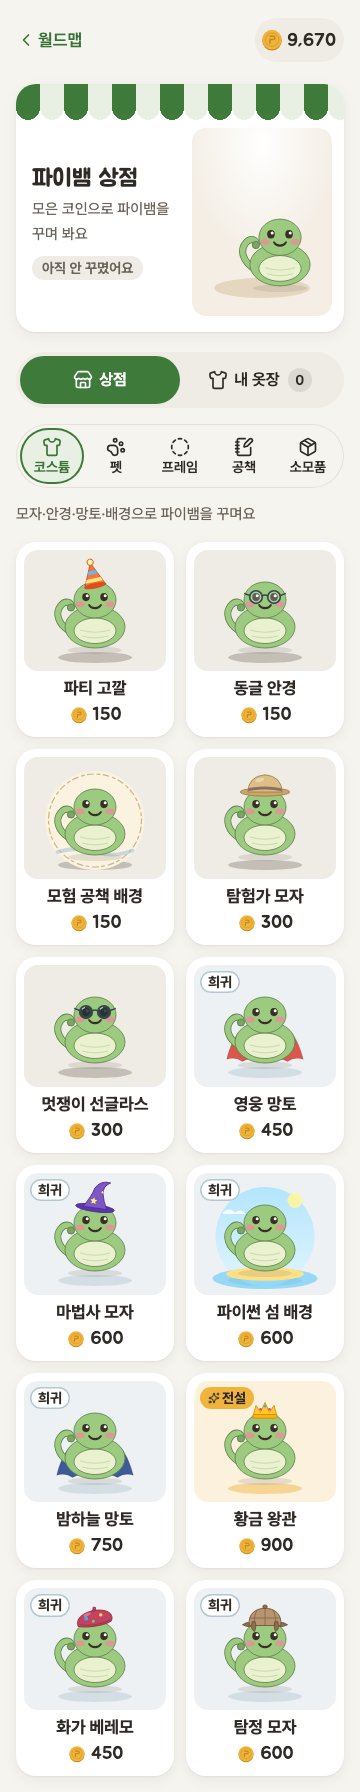 월드맵
9,670
파이뱀 상점
모은 코인으로 파이뱀을
꾸며 봐요
아직 안 꾸몄어요
상점
내 옷장 0
코스튬
펫
프레임
공책
소모품
모자·안경·망토·배경으로 파이뱀을 꾸며요
파티 고깔
150
동글 안경
150
모험 공책 배경
150
탐험가 모자
300
멋쟁이 선글라스
300
희귀
영웅 망토
450
희귀
마법사 모자
600
희귀
파이썬 섬 배경
600
희귀
밤하늘 망토
750
전설
황금 왕관
900
희귀
화가 베레모
450
희귀
탐정 모자
600